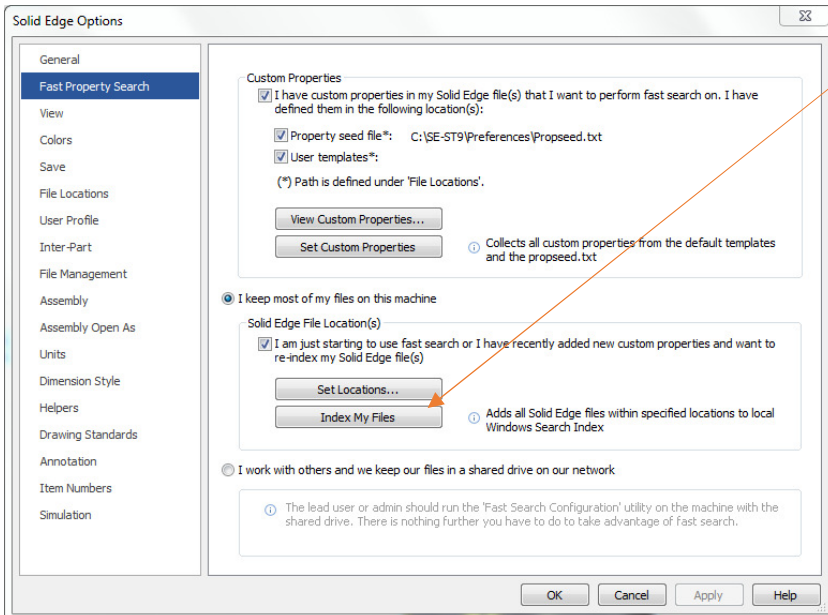 Solid Edge Options
General
Fast Property Search
View
Colors
Save
File Locations
User Profile
Inter-Part
File Management
Assembly
Assembly Open As
Units
Dimension Style
Helpers
Drawing Standards
Annotation
Item Numbers
Simulation
Custom Properties
I have custom properties in my Solid Edge file(s) that I want to perform fast search on. I have
defined them in the following location(s):
Property seed file*: C:\SE-ST9\Preferences\Propseed.txt
User templates*:
(*) Path is defined under 'File Locations'.
View Custom Properties...
Set Custom Properties
Collects all custom properties from the default templates
and the propseed.txt
I keep most of my files on this machine
Solid Edge File Location(s)
I am just starting to use fast search or I have recently added new custom properties and want to
re-index my Solid Edge file(s)
Set Locations...
Index My Files
Adds all Solid Edge files within specified locations to local
Windows Search Index
I work with others and we keep our files in a shared drive on our network
The lead user or admin should run the 'Fast Search Configuration' utility on the machine with the
shared drive. There is nothing further you have to do to take advantage of fast search.
OK
Cancel
Apply
Help